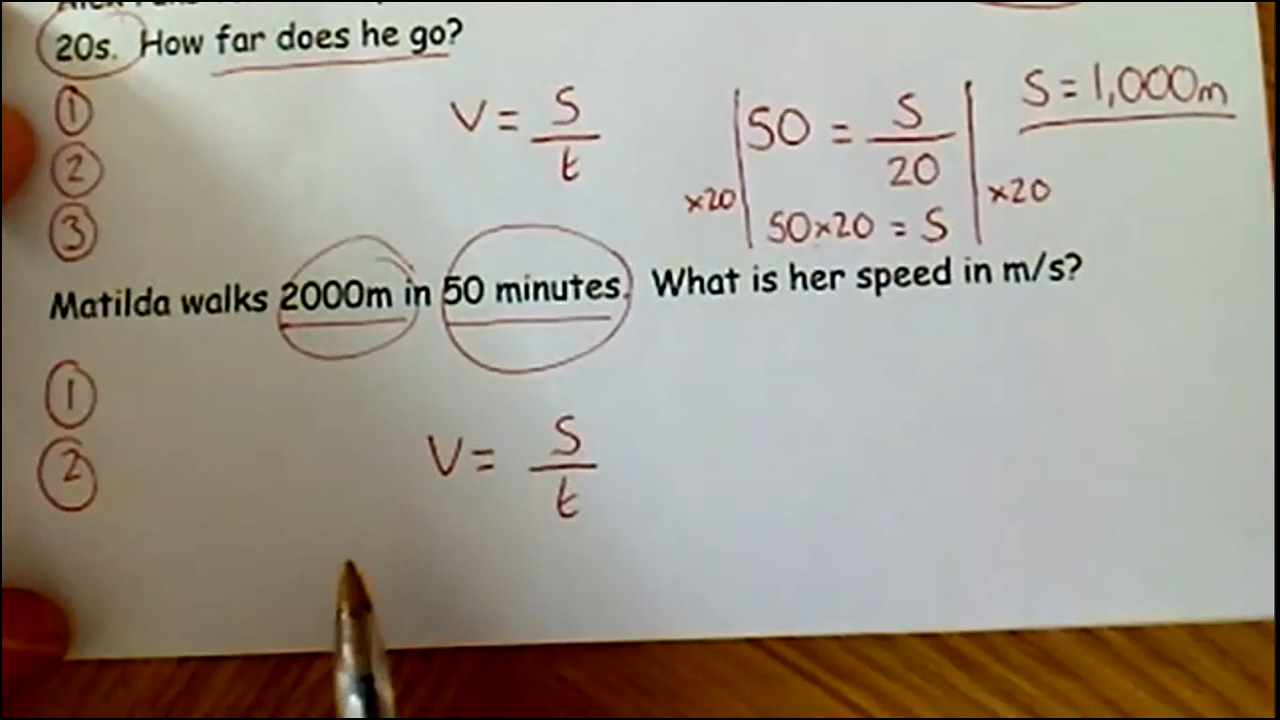 20s. How far does he go?
1
2
3
V = S/t
50 = S/20
×20
×20
50×20 = S
S = 1,000m
Matilda walks 2000m in 50 minutes. What is her speed in m/s?
1
2
V = S/t